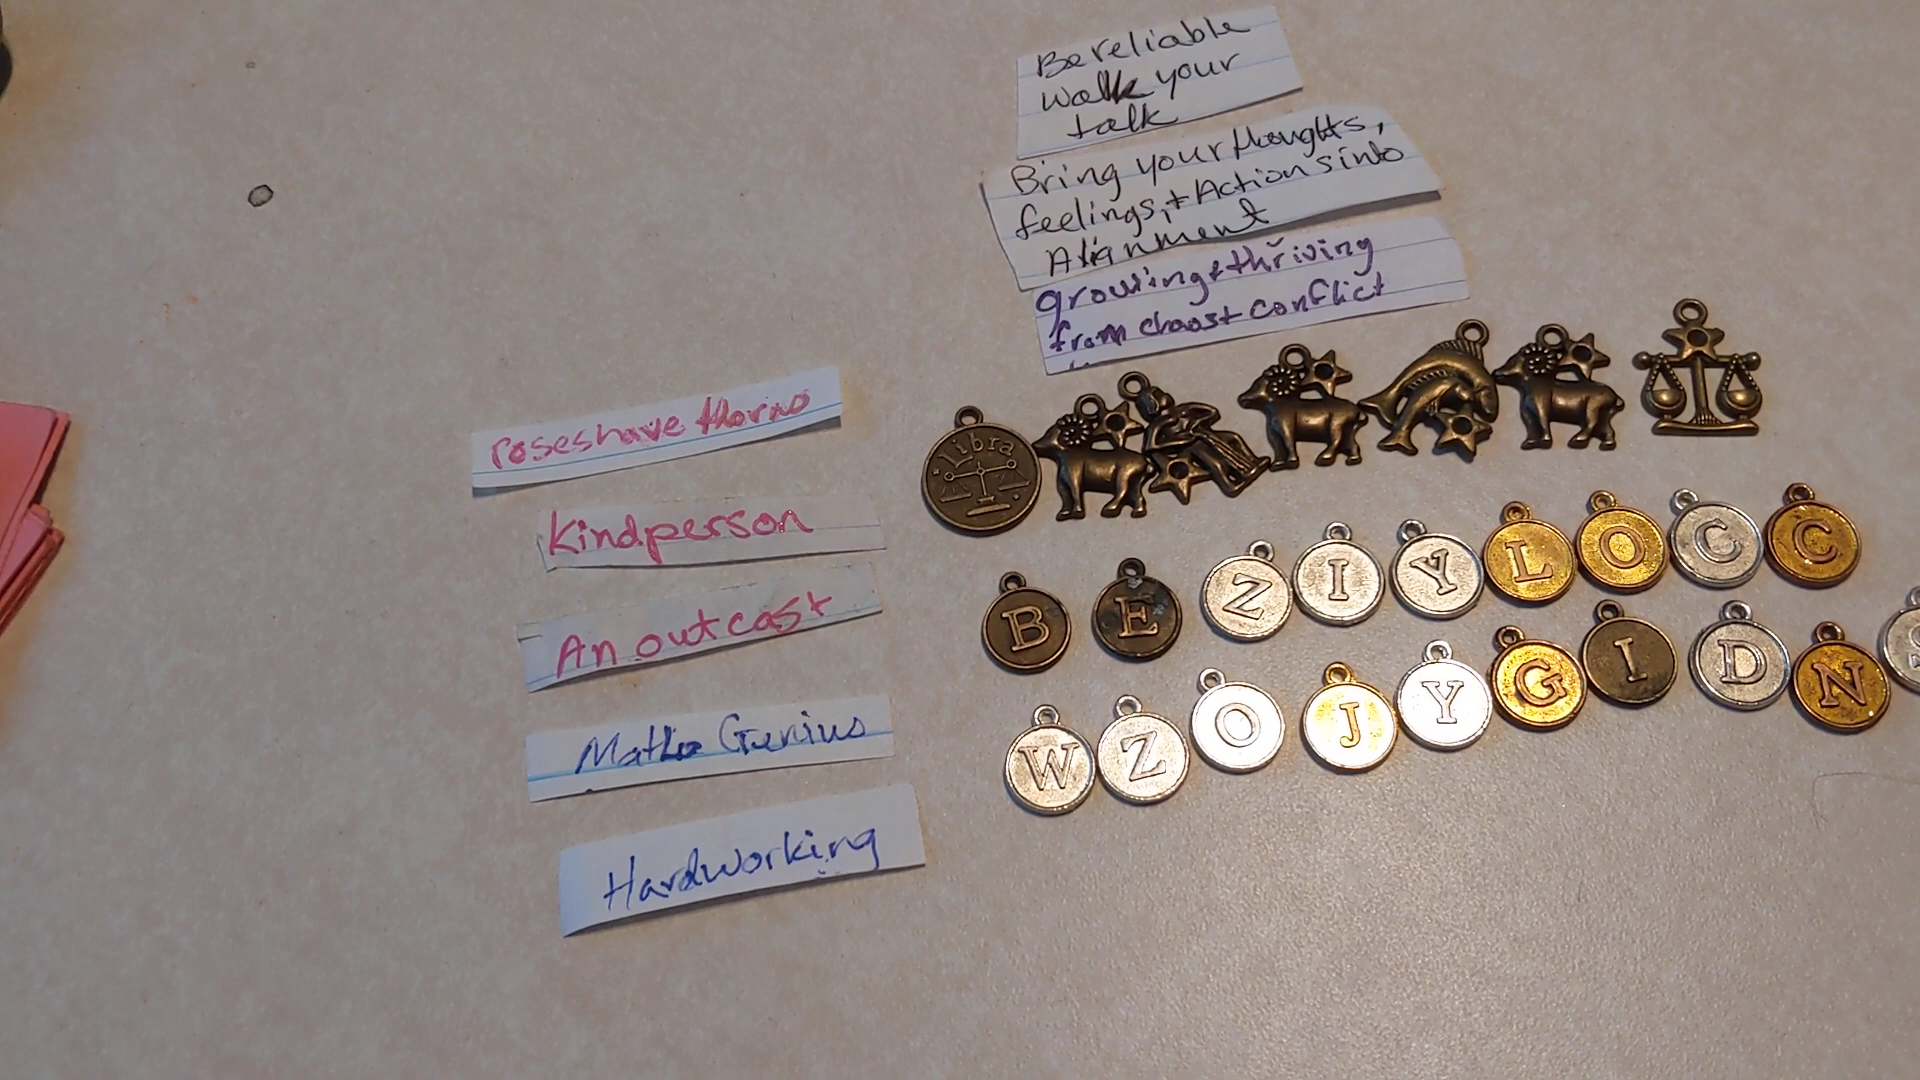 Be reliable
walk your
talk
Bring your thoughts,
feelings, + Actions into
Alignment
growing & thriving
from chaos + conflict
roses have thorns
Kind person
An outcast
Math Genius
Hardworking
libra
B E Z I Y L O C C
W Z O J Y G I D N S